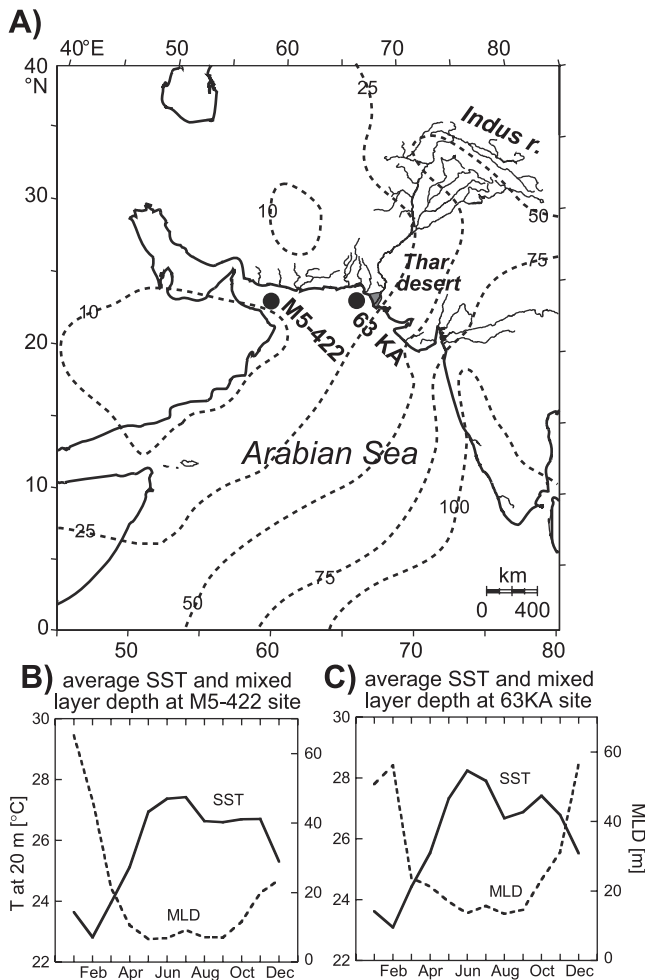 A)
40°E 50 60 70 72 80
40
°N
25
Indus r.
30
10
50
Thar
desert
75
10
M5-422
63 KA
20
Arabian Sea
10
100
25
75
50
km
0 400
0
50 60 70 80
B) average SST and mixed
layer depth at M5-422 site
C) average SST and mixed
layer depth at 63KA site
T at 20 m [°C]
30
28
26
24
22
60
40
20
0
SST
MLD
Feb Apr Jun Aug Oct Dec
30
28
26
24
22
60
40
20
0
MLD [m]
SST
MLD
Feb Apr Jun Aug Oct Dec